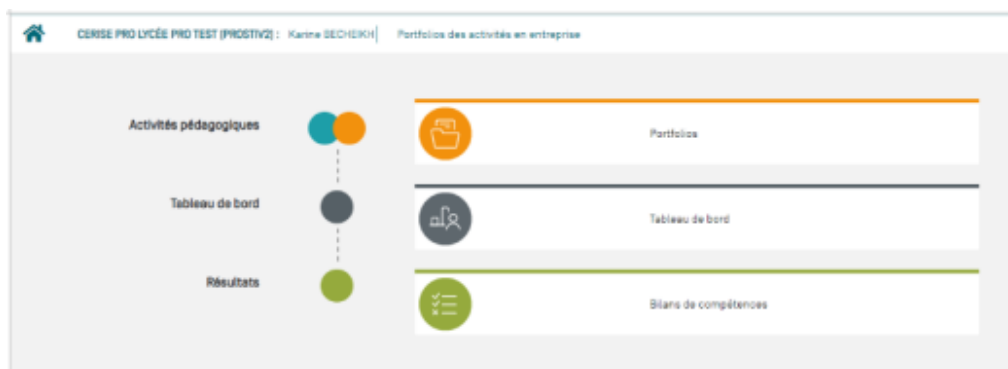 CERISE PRO LYCÉE PRO TEST (PROSTIV2) : Karine BECHEIKH Portfolios des activités en entreprise
Activités pédagogiques
Portfolios
Tableau de bord
Tableau de bord
Résultats
Bilans de compétences